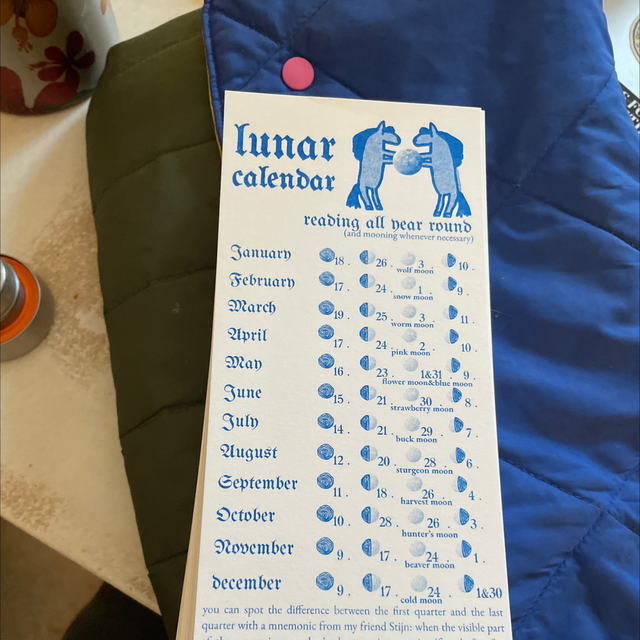 lunar
calendar
reading all year round
(and mooning whenever necessary)
January 18. 26. 3. 10.
wolf moon
February 17. 24. 1. 9.
snow moon
March 19. 25. 3. 11.
worm moon
April 17. 24. 2. 10.
pink moon
May 16. 23. 1&31. 9.
flower moon&blue moon
June 15. 21. 30. 8.
strawberry moon
July 14. 21. 29. 7.
buck moon
August 12. 20. 28. 6.
sturgeon moon
September 11. 18. 26. 4.
harvest moon
October 10. 28. 26. 3.
hunter's moon
November 9. 17. 24. 1.
beaver moon
december 9. 17. 24. 1&30
cold moon
you can spot the difference between the first quarter and the last
quarter with a mnemonic from my friend Stijn: when the visible part